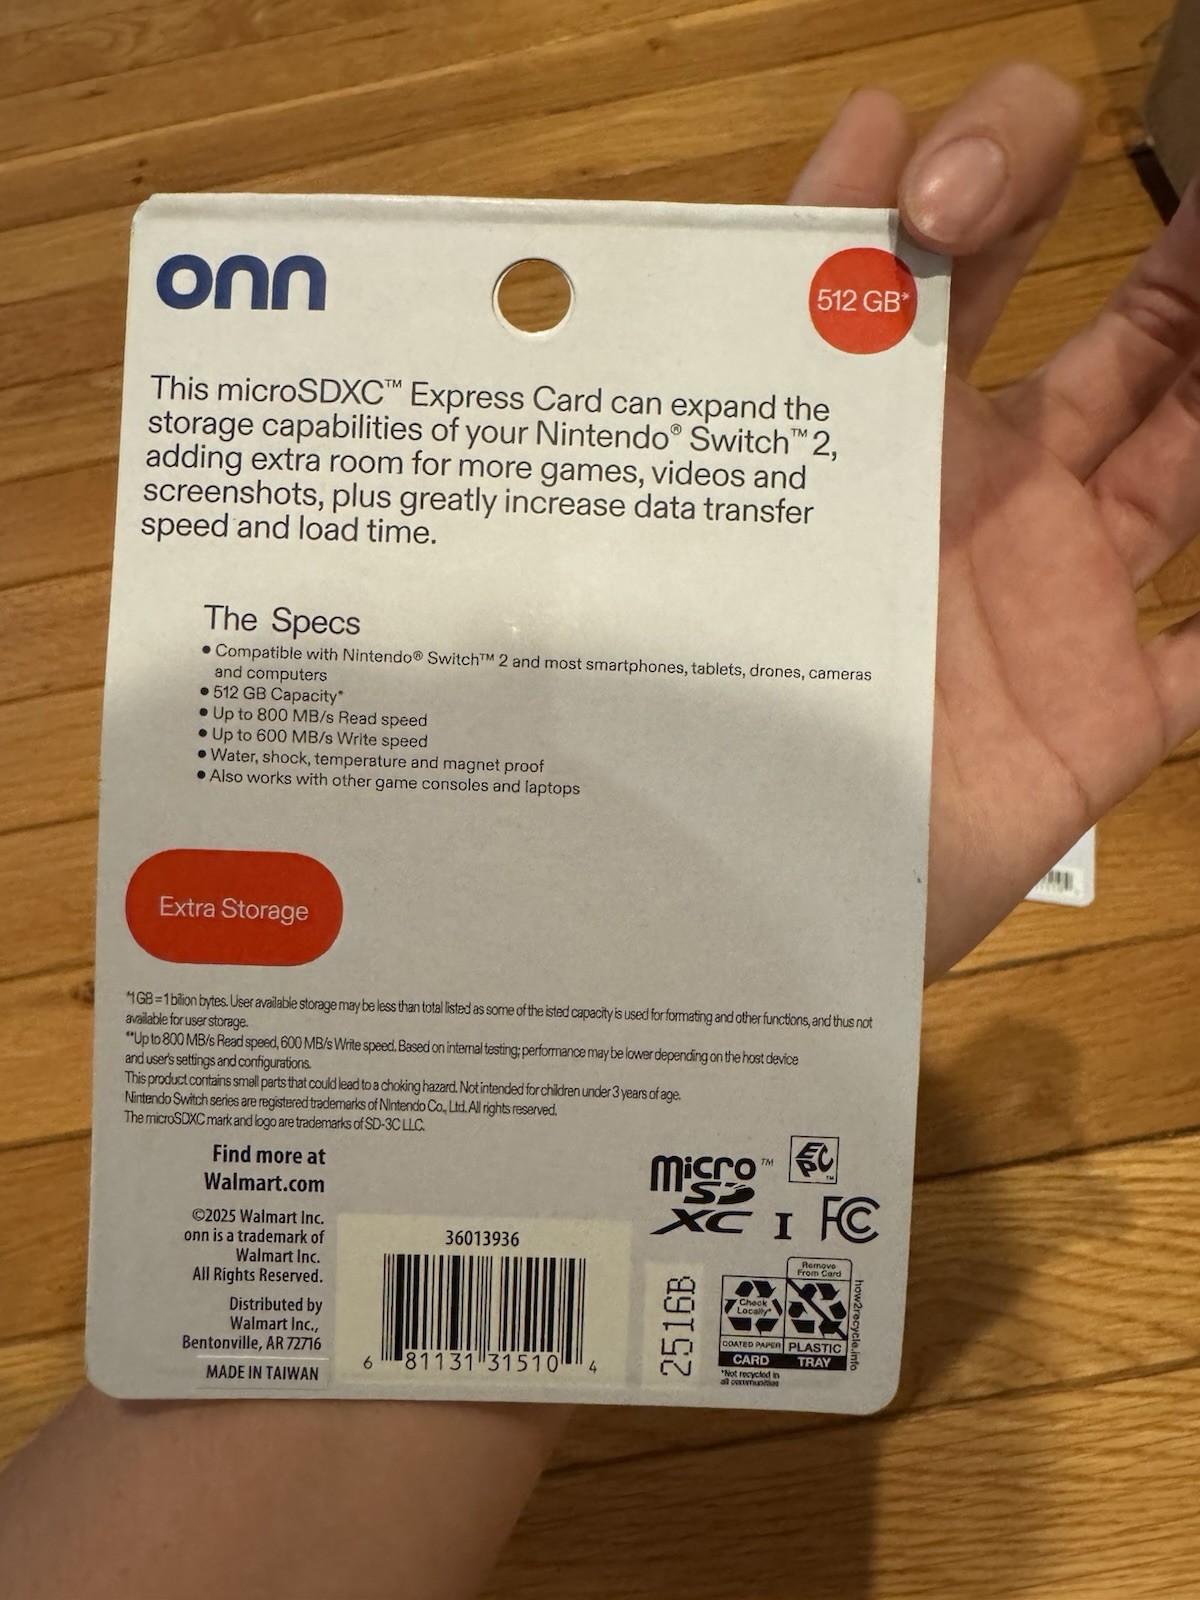 onn
512 GB*
This microSDXC™ Express Card can expand the
storage capabilities of your Nintendo® Switch™ 2,
adding extra room for more games, videos and
screenshots, plus greatly increase data transfer
speed and load time.
The Specs
• Compatible with Nintendo® Switch™ 2 and most smartphones, tablets, drones, cameras
and computers
• 512 GB Capacity*
• Up to 800 MB/s Read speed
• Up to 600 MB/s Write speed
• Water, shock, temperature and magnet proof
• Also works with other game consoles and laptops
Extra Storage
*1 GB = 1 bilion bytes. User available storage may be less than total listed as some of the isted capacity is used for formating and other functions, and thus not
available for user storage.
**Up to 800 MB/s Read speed, 600 MB/s Write speed. Based on internal testing; performance may be lower depending on the host device
and user's settings and configurations.
This product contains small parts that could lead to a choking hazard. Not intended for children under 3 years of age.
Nintendo Switch series are registered trademarks of Nintendo Co., Ltd. All rights reserved.
The microSDXC mark and logo are trademarks of SD-3C LLC.
Find more at
Walmart.com
©2025 Walmart Inc.
onn is a trademark of
Walmart Inc.
All Rights Reserved.
Distributed by
Walmart Inc.,
Bentonville, AR 72716
MADE IN TAIWAN
36013936
6 81131 31510 4
2516B
micro™
SD
XC I
EPC™
FC
Remove
From Card
Check
Locally*
COATED PAPER PLASTIC
CARD TRAY
*Not recycled in
all communities
how2recycle.info